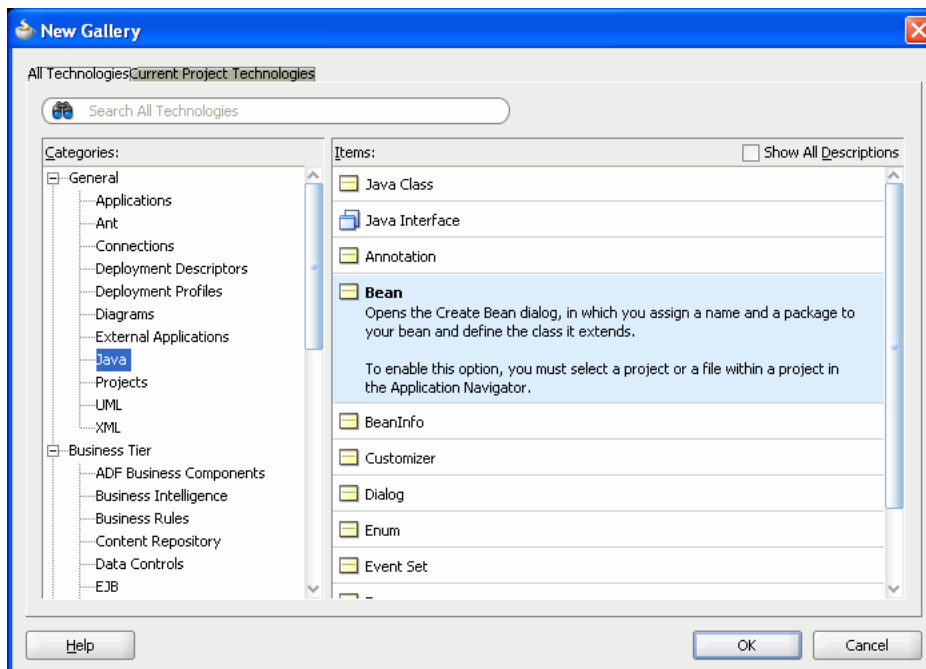 New Gallery
All Technologies
Current Project Technologies
Search All Technologies
Categories:
General
Applications
Ant
Connections
Deployment Descriptors
Deployment Profiles
Diagrams
External Applications
Java
Projects
UML
XML
Business Tier
ADF Business Components
Business Intelligence
Business Rules
Content Repository
Data Controls
EJB
Items:
Show All Descriptions
Java Class
Java Interface
Annotation
Bean
Opens the Create Bean dialog, in which you assign a name and a package to
your bean and define the class it extends.
To enable this option, you must select a project or a file within a project in
the Application Navigator.
BeanInfo
Customizer
Dialog
Enum
Event Set
Help
OK
Cancel